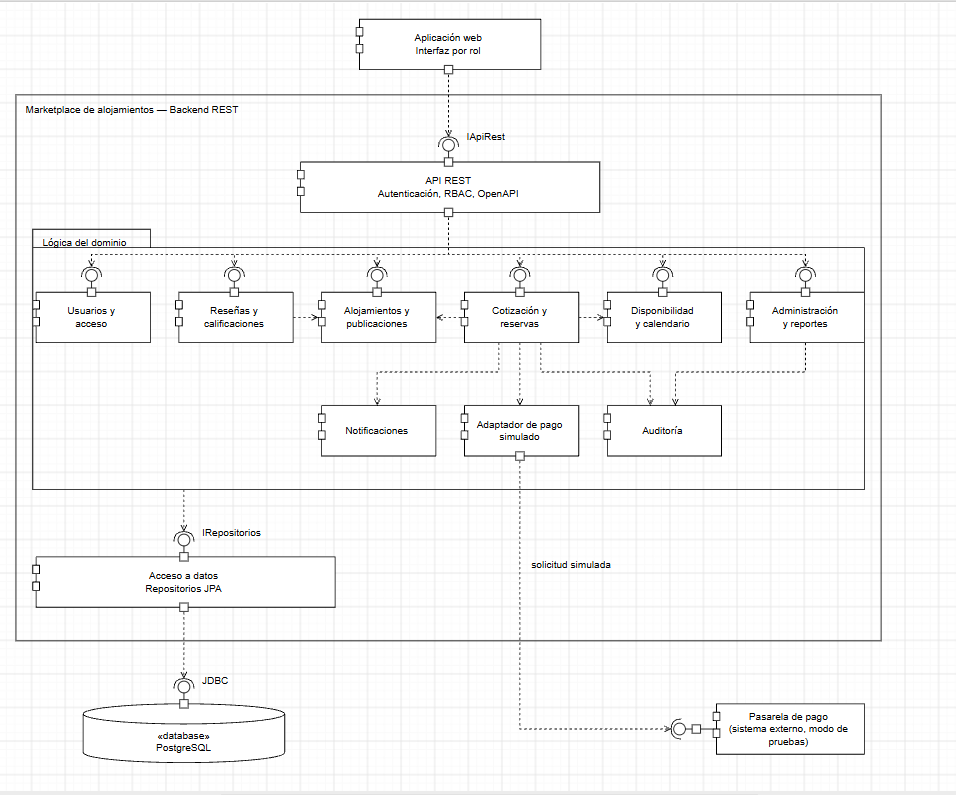 Aplicación web
Interfaz por rol
Marketplace de alojamientos — Backend REST
IApiRest
API REST
Autenticación, RBAC, OpenAPI
Lógica del dominio
Usuarios y
acceso
Reseñas y
calificaciones
Alojamientos y
publicaciones
Cotización y
reservas
Disponibilidad
y calendario
Administración
y reportes
Notificaciones
Adaptador de pago
simulado
Auditoría
IRepositorios
Acceso a datos
Repositorios JPA
solicitud simulada
JDBC
«database»
PostgreSQL
Pasarela de pago
(sistema externo, modo de
pruebas)